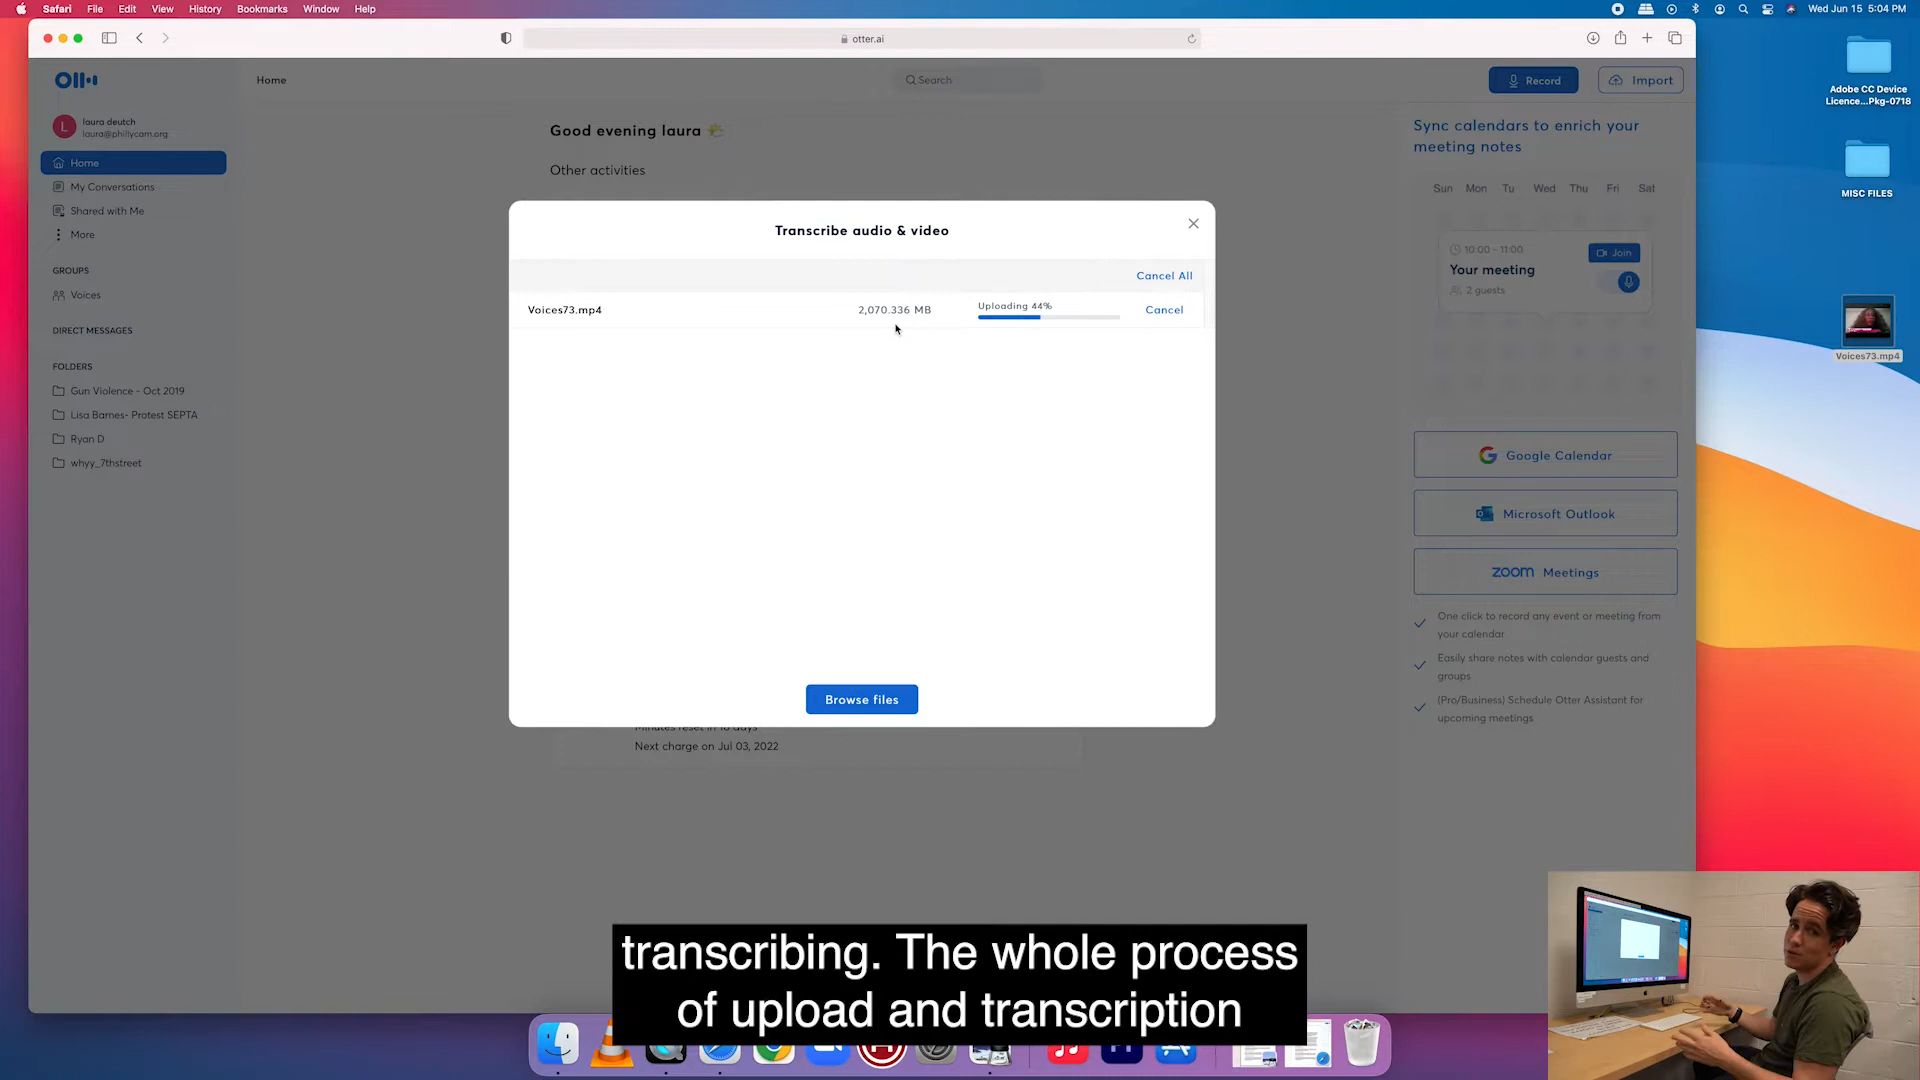 Safari File Edit View History Bookmarks Window Help
Wed Jun 15 5:04 PM
otter.ai
Adobe CC Device
Licence...Pkg-0718
MISC FILES
Voices73.mp4
Home
Search
Record
Import
L
laura deutch
laura@phillycam.org
Home
My Conversations
Shared with Me
More
GROUPS
Voices
DIRECT MESSAGES
FOLDERS
Gun Violence - Oct 2019
Lisa Barnes- Protest SEPTA
Ryan D
whyy_7thstreet
Good evening laura
Other activities
Transcribe audio & video
Cancel All
Voices73.mp4 2,070.336 MB Uploading 44% Cancel
Browse files
Minutes reset in 18 days
Next charge on Jul 03, 2022
Sync calendars to enrich your
meeting notes
Sun Mon Tu Wed Thu Fri Sat
10:00 - 11:00
Join
Your meeting
2 guests
Google Calendar
Microsoft Outlook
zoom Meetings
One click to record any event or meeting from
your calendar
Easily share notes with calendar guests and
groups
(Pro/Business) Schedule Otter Assistant for
upcoming meetings
transcribing. The whole process
of upload and transcription